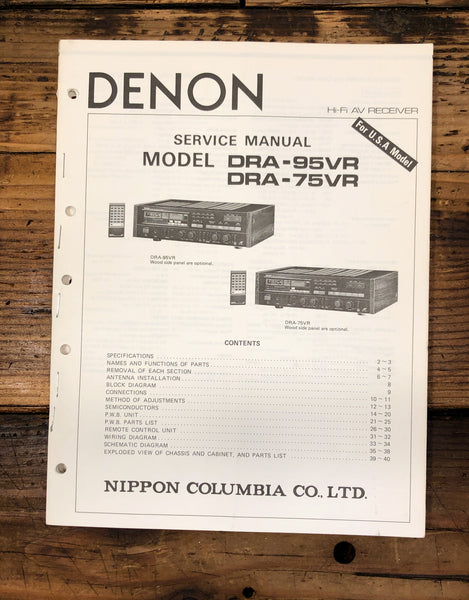 DENON
Hi-Fi AV RECEIVER
For U.S.A Model
SERVICE MANUAL
MODEL DRA-95VR
DRA-75VR
DRA-95VR
Wood side panel are optional.
DRA-75VR
Wood side panel are optional.
CONTENTS
SPECIFICATIONS 2~3
NAMES AND FUNCTIONS OF PARTS 4~5
REMOVAL OF EACH SECTION 6~7
ANTENNA INSTALLATION 8
BLOCK DIAGRAM 9
CONNECTIONS 10~11
METHOD OF ADJUSTMENTS 12~13
SEMICONDUCTORS 14~20
P.W.B. UNIT 21~25
P.W.B. PARTS LIST 26~30
REMOTE CONTROL UNIT 31~32
WIRING DIAGRAM 33~34
SCHEMATIC DIAGRAM 35~38
EXPLODED VIEW OF CHASSIS AND CABINET, AND PARTS LIST 39~40
NIPPON COLUMBIA CO., LTD.